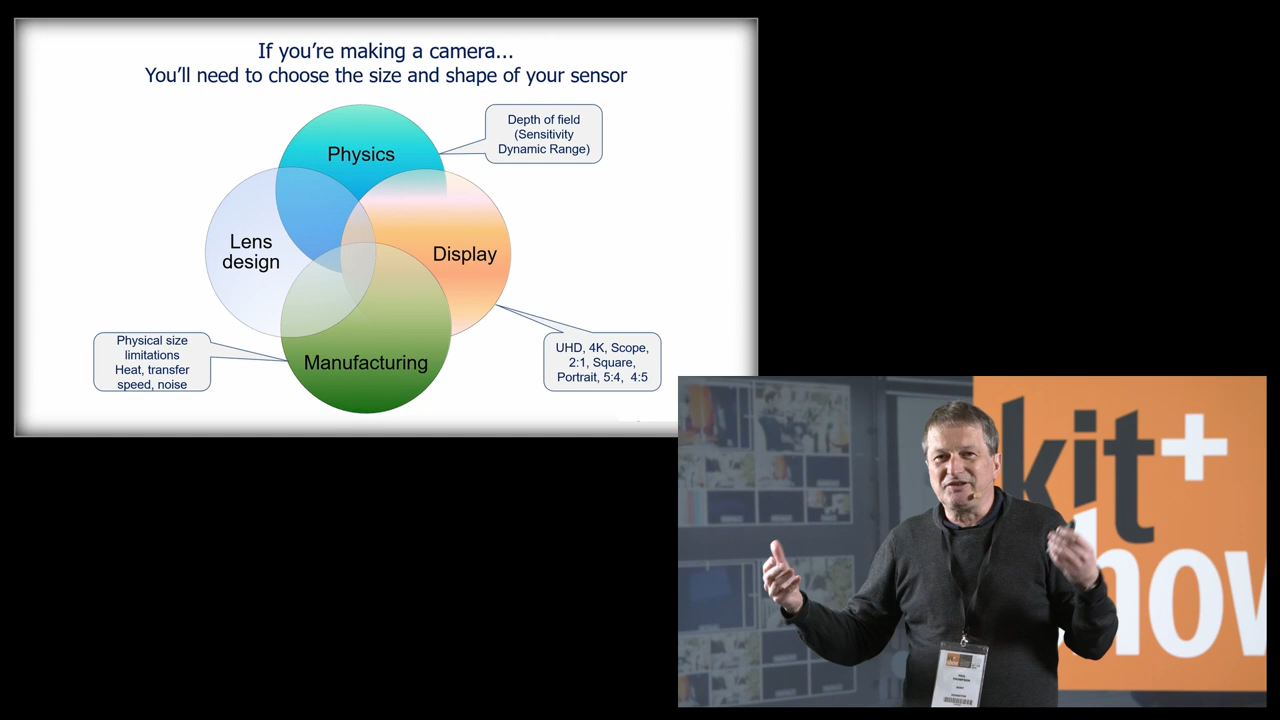 If you're making a camera...
You'll need to choose the size and shape of your sensor
Depth of field
(Sensitivity
Dynamic Range)
Physics
Lens
design
Display
Physical size
limitations
Heat, transfer
speed, noise
Manufacturing
UHD, 4K, Scope,
2:1, Square,
Portrait, 5:4, 4:5
kit+
show
THOMPSON